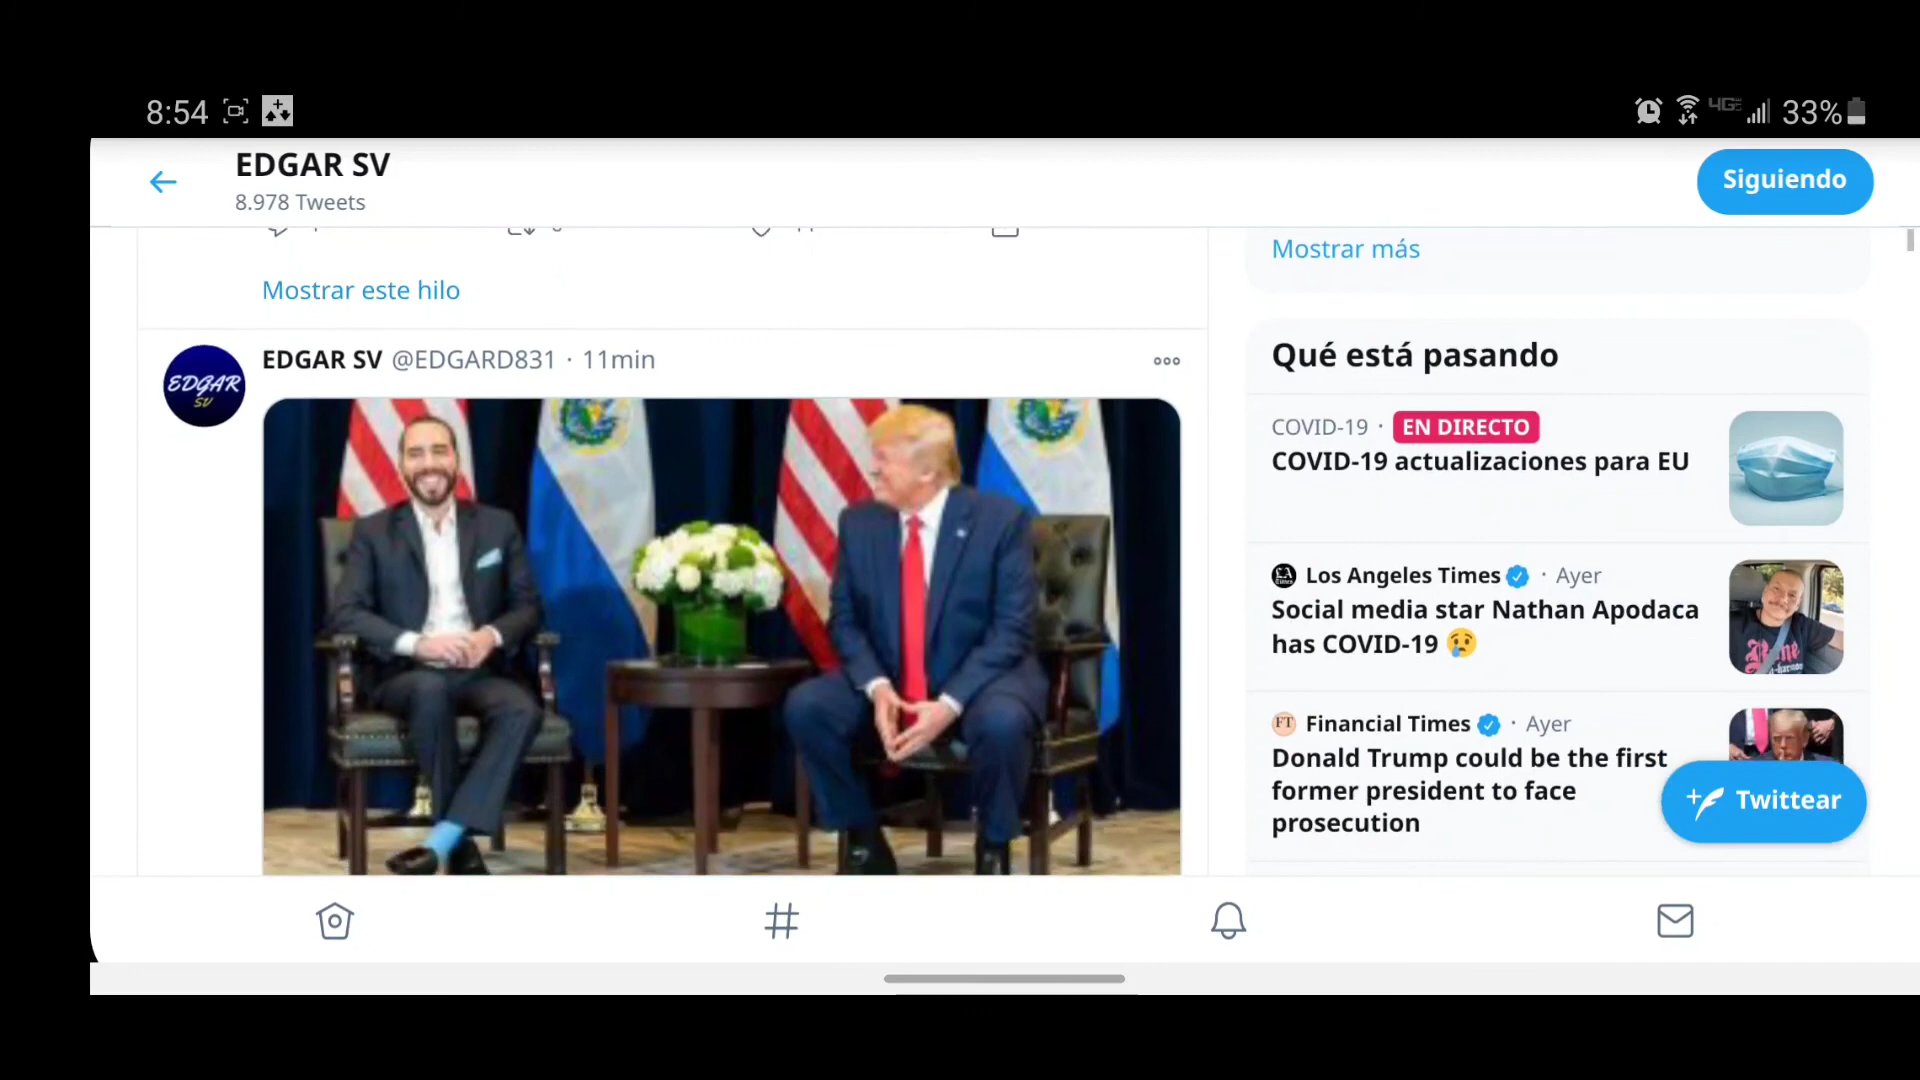 8:54
4GE 33%
EDGAR SV
8.978 Tweets
Siguiendo
Mostrar este hilo
EDGAR SV @EDGARD831 · 11min
EDGAR
SV
Mostrar más
Qué está pasando
COVID-19 · EN DIRECTO
COVID-19 actualizaciones para EU
Los Angeles Times · Ayer
Social media star Nathan Apodaca
has COVID-19 😢
FT Financial Times · Ayer
Donald Trump could be the first
former president to face
prosecution
Twittear